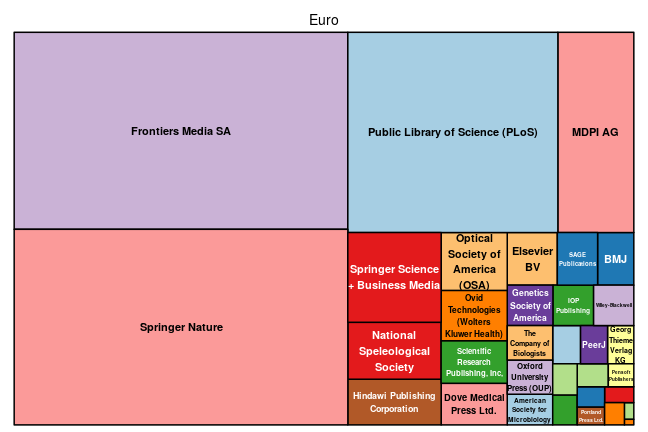 Euro
Frontiers Media SA
Public Library of Science (PLoS)
MDPI AG
Springer Nature
Springer Science
+ Business Media
National
Speleological
Society
Hindawi Publishing
Corporation
Optical
Society of
America
(OSA)
Ovid
Technologies
(Wolters
Kluwer Health)
Scientific
Research
Publishing, Inc,
Dove Medical
Press Ltd.
Elsevier
BV
Genetics
Society of
America
The
Company of
Biologists
Oxford
University
Press (OUP)
American
Society for
Microbiology
SAGE
Publications
BMJ
IOP
Publishing
Wiley-Blackwell
PeerJ
Georg
Thieme
Verlag
KG
Pensoft
Publishers
Portland
Press Ltd.